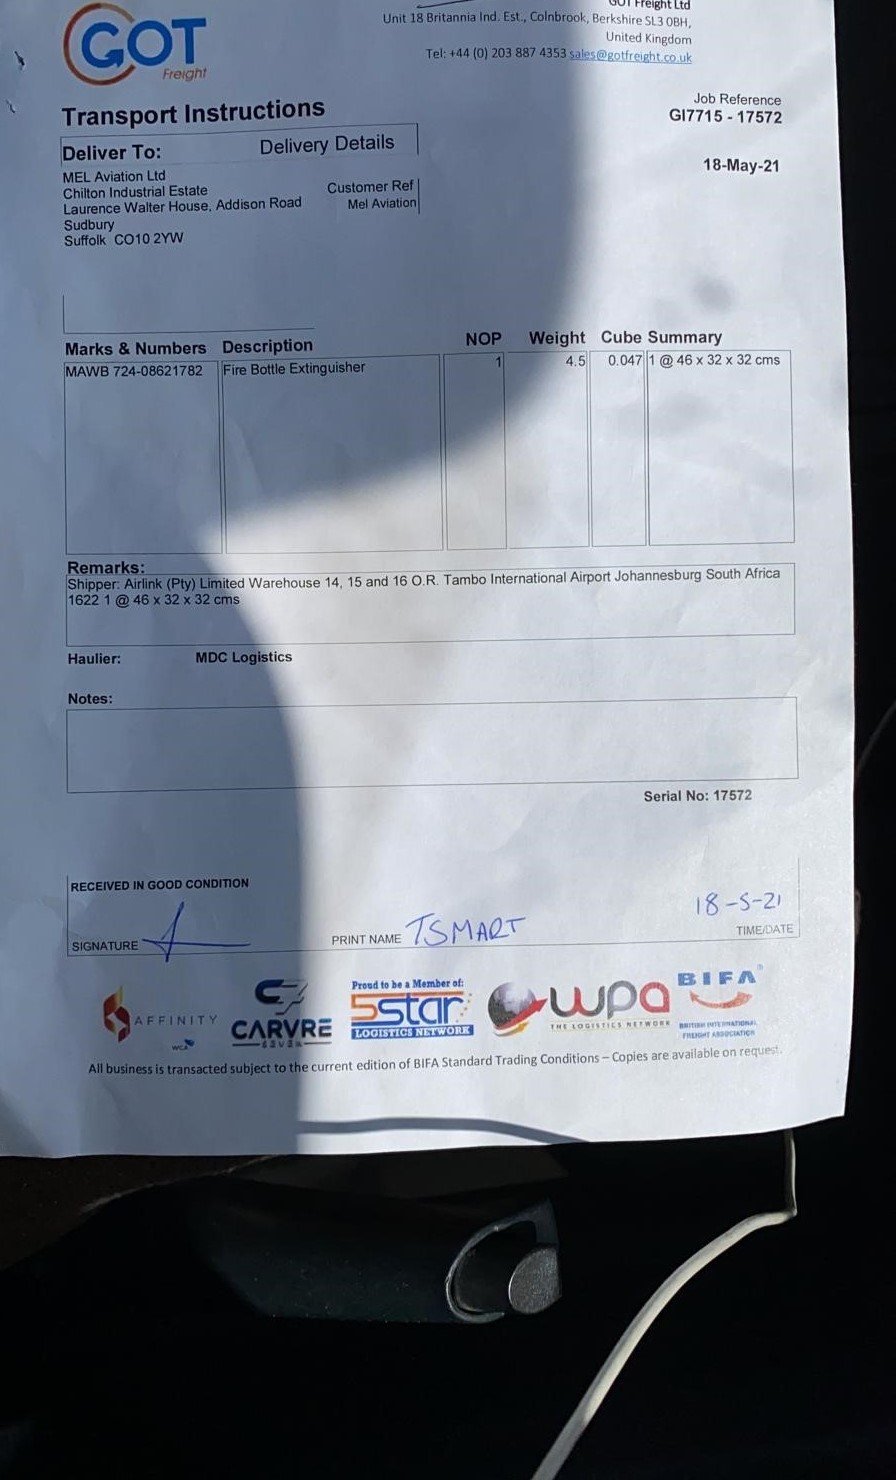 GOT Freight Ltd
Unit 18 Britannia Ind. Est., Colnbrook, Berkshire SL3 0BH,
United Kingdom
Tel: +44 (0) 203 887 4353 sales@gotfreight.co.uk
GOT
Freight
Transport Instructions
Job Reference
GI7715 - 17572
18-May-21
Deliver To: Delivery Details
MEL Aviation Ltd
Chilton Industrial Estate
Laurence Walter House, Addison Road
Sudbury
Suffolk CO10 2YW
Customer Ref
Mel Aviation
Marks & Numbers Description NOP Weight Cube Summary
MAWB 724-08621782 Fire Bottle Extinguisher 1 4.5 0.047 1 @ 46 x 32 x 32 cms
Remarks:
Shipper: Airlink (Pty) Limited Warehouse 14, 15 and 16 O.R. Tambo International Airport Johannesburg South Africa
1622 1 @ 46 x 32 x 32 cms
Haulier: MDC Logistics
Notes:
Serial No: 17572
RECEIVED IN GOOD CONDITION
18-5-21
SIGNATURE PRINT NAME TSMART TIME/DATE
AFFINITY
WCA
CARVRE
Proud to be a Member of:
5star
LOGISTICS NETWORK
wpa
THE LOGISTICS NETWORK
BIFA
BRITISH INTERNATIONAL
FREIGHT ASSOCIATION
All business is transacted subject to the current edition of BIFA Standard Trading Conditions – Copies are available on request.